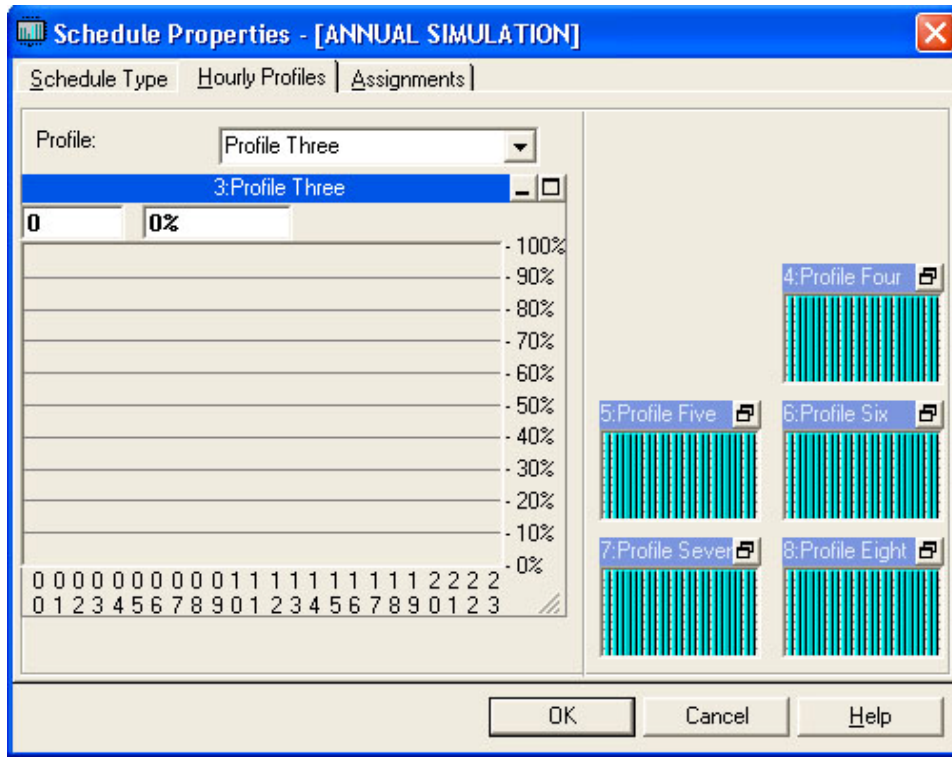 Schedule Properties - [ANNUAL SIMULATION]
Schedule Type Hourly Profiles Assignments
Profile: Profile Three
3:Profile Three
0 0%
- 100%
- 90%
- 80%
- 70%
- 60%
- 50%
- 40%
- 30%
- 20%
- 10%
- 0%
0 0 0 0 0 0 0 0 0 0 1 1 1 1 1 1 1 1 1 1 2 2 2 2
0 1 2 3 4 5 6 7 8 9 0 1 2 3 4 5 6 7 8 9 0 1 2 3
4:Profile Four
5:Profile Five 6:Profile Six
7:Profile Sever 8:Profile Eight
OK Cancel Help